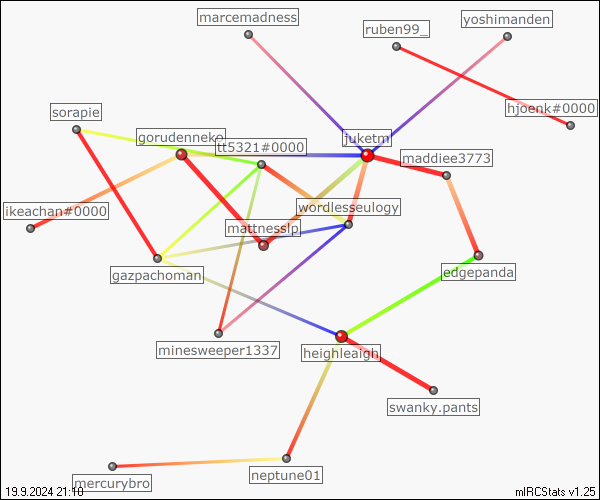 marcemadness
yoshimanden
ruben99_
hjoenk#0000
sorapie
gorudenneko
juketm
tt5321#0000
maddiee3773
ikeachan#0000
wordlesseulogy
mattnesslp
gazpachoman
edgepanda
minesweeper1337
heighleaigh
swanky.pants
neptune01
mercurybro
19.9.2024 21:10
mIRCStats v1.25